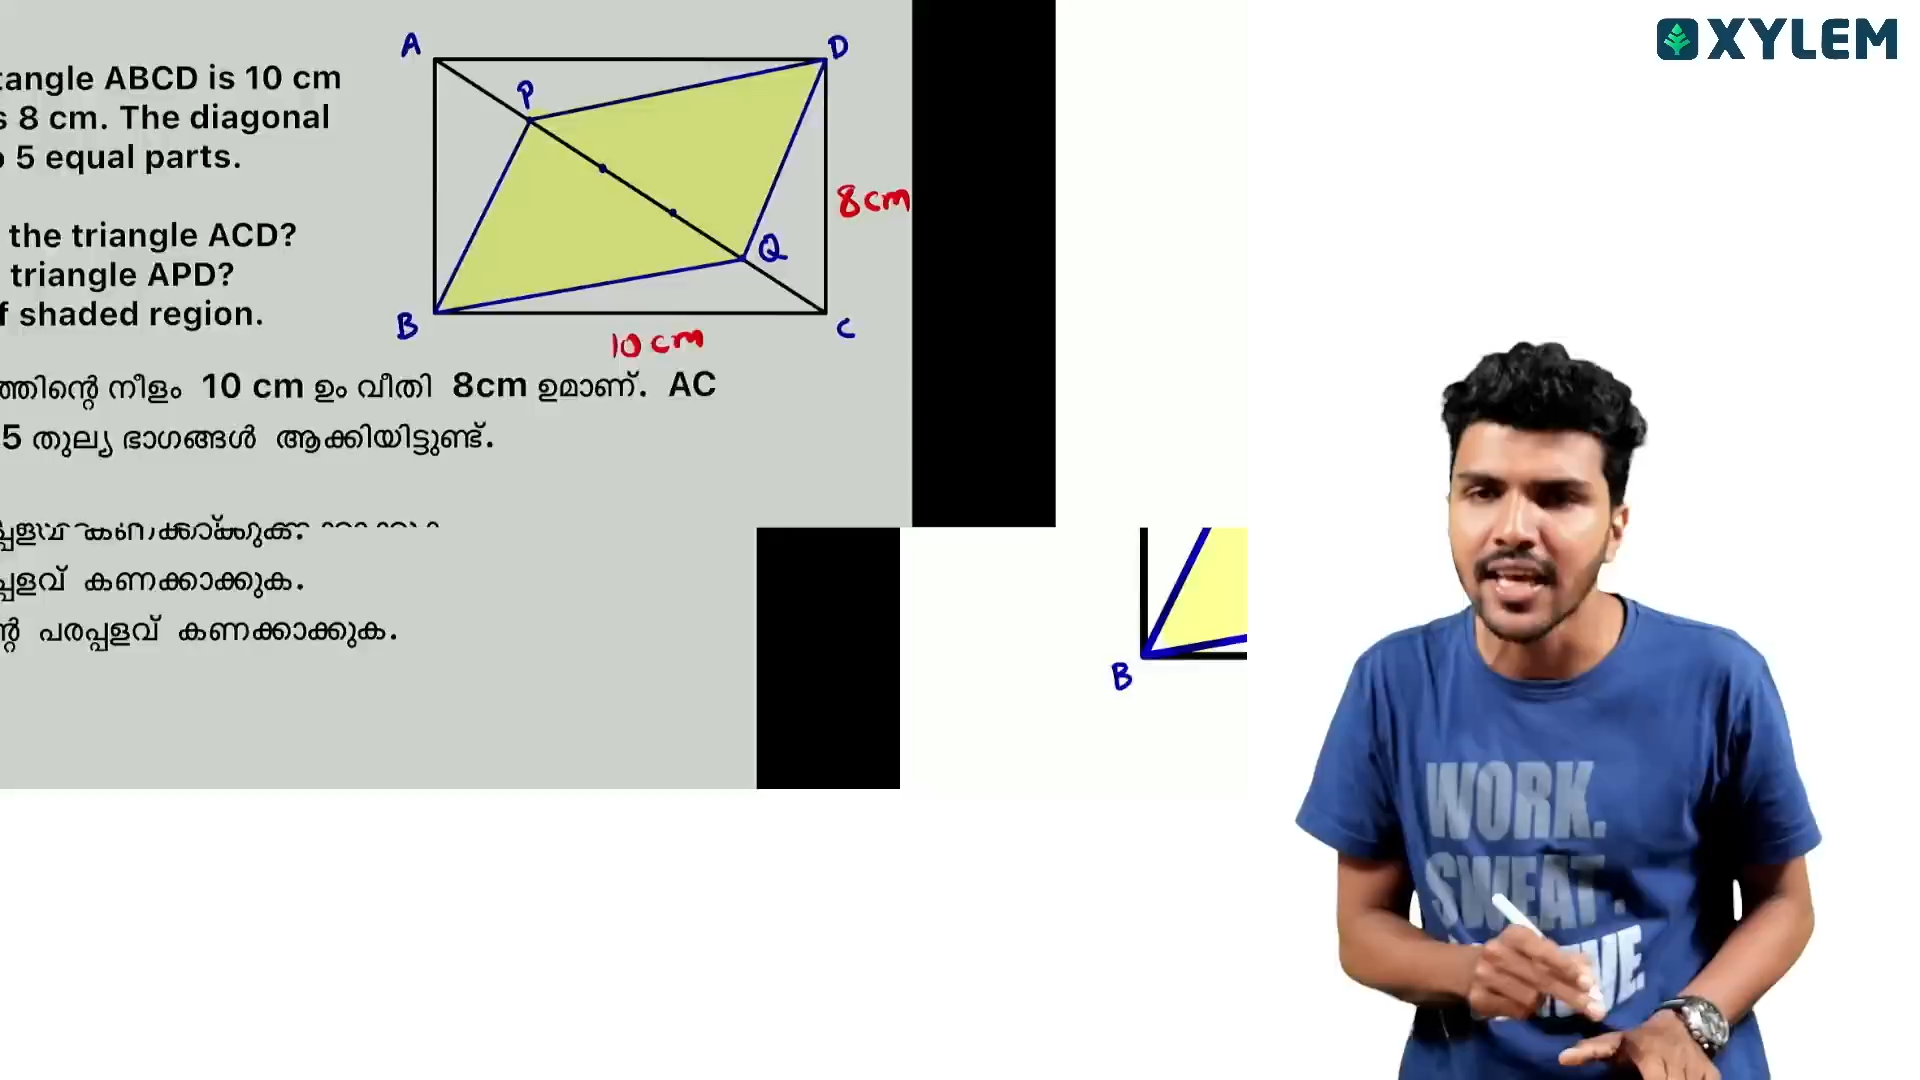 XYLEM
tangle ABCD is 10 cm
s 8 cm. The diagonal
o 5 equal parts.
the triangle ACD?
triangle APD?
f shaded region.
A
D
P
8cm
Q
B
C
10 cm
ത്തിന്റെ നീളം 10 cm ഉം വീതി 8cm ഉമാണ്. AC
5 തുല്യ ഭാഗങ്ങൾ ആക്കിയിട്ടുണ്ട്.
പ്പളവ് കണക്കാക്കുക.
പരപ്പളവ് കണക്കാക്കുക.
B
WORK.
SWEAT.